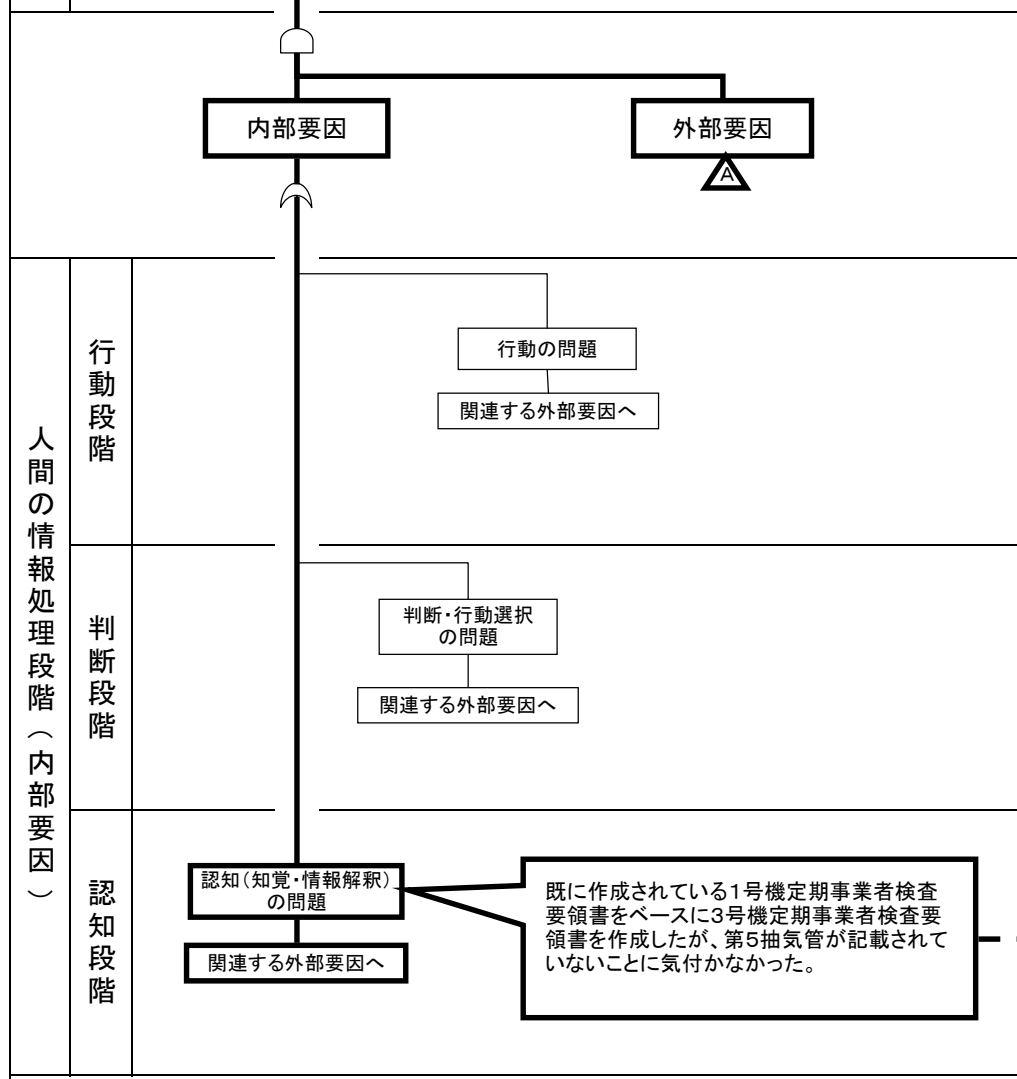 内部要因
外部要因
A
人間の情報処理段階（内部要因）
行動段階
行動の問題
関連する外部要因へ
判断段階
判断・行動選択
の問題
関連する外部要因へ
認知段階
認知（知覚・情報解釈）
の問題
関連する外部要因へ
既に作成されている１号機定期事業者検査
要領書をベースに３号機定期事業者検査要
領書を作成したが、第５抽気管が記載されて
いないことに気付かなかった。